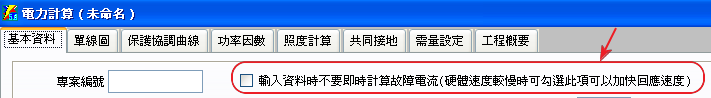 電力計算(未命名)
基本資料 單線圖 保護協調曲線 功率因數 照度計算 共同接地 需量設定 工程概要
專案編號 輸入資料時不要即時計算故障電流(硬體速度較慢時可勾選此項可以加快回應速度)